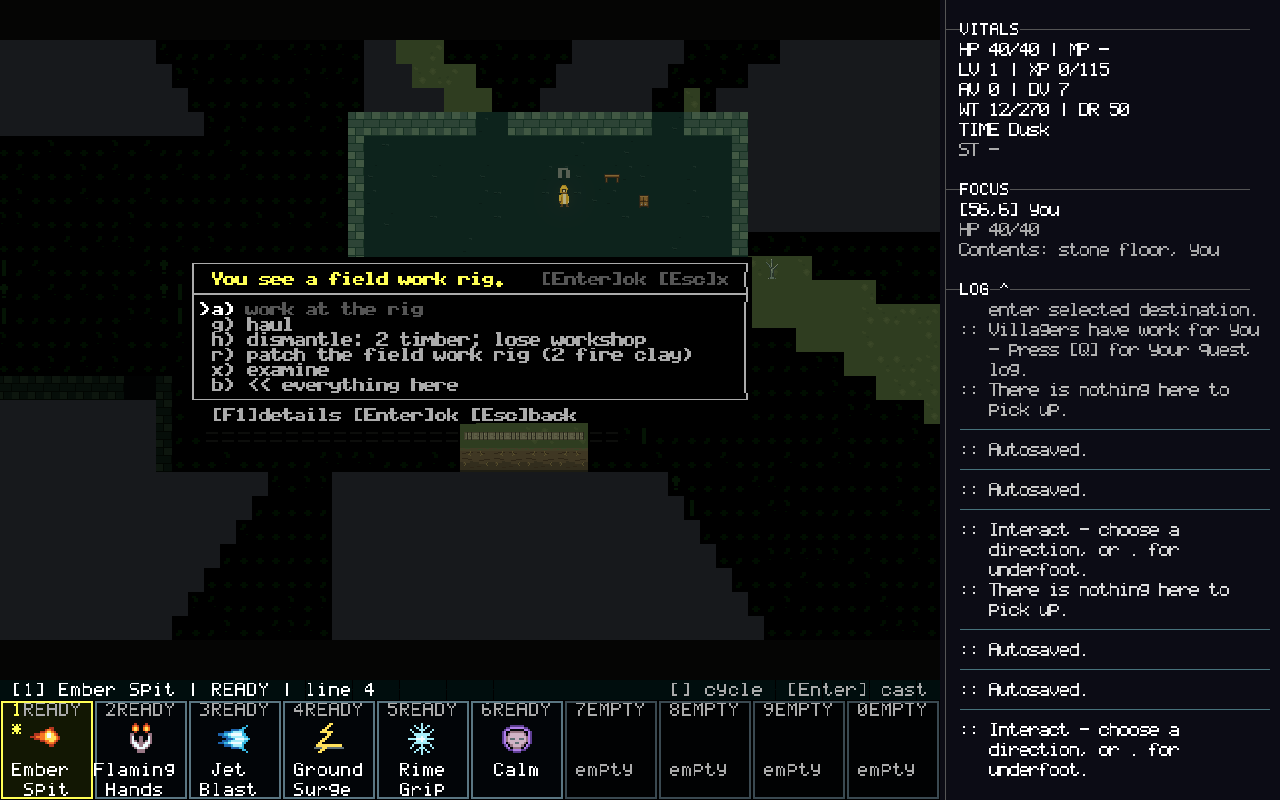 VITALS
HP 40/40 | MP -
LV 1 | XP 0/115
AV 0 | DV 7
WT 12/270 | DR 50
TIME Dusk
ST -
FOCUS
[56,6] You
HP 40/40
Contents: stone floor, you
LOG ^
enter selected destination.
:: Villagers have work for you
- Press [Q] for your quest
log.
:: There is nothing here to
Pick up.
:: Autosaved.
:: Autosaved.
:: Interact - choose a
direction, or . for
underfoot.
:: There is nothing here to
Pick up.
:: Autosaved.
:: Autosaved.
:: Interact - choose a
direction, or . for
underfoot.
n
You see a field work rig. [Enter]ok [Esc]x
>a) work at the rig
g) haul
h) dismantle: 2 timber; lose workshop
r) patch the field work rig (2 fire clay)
x) examine
b) << everything here
[F1]details [Enter]ok [Esc]back
[1] Ember Spit | READY | line 4 [] cycle [Enter] cast
1READY 2READY 3READY 4READY 5READY 6READY 7EMPTY 8EMPTY 9EMPTY 0EMPTY
*
Ember Flaming Jet Ground Rime Calm empty empty empty empty
Spit Hands Blast Surge Grip